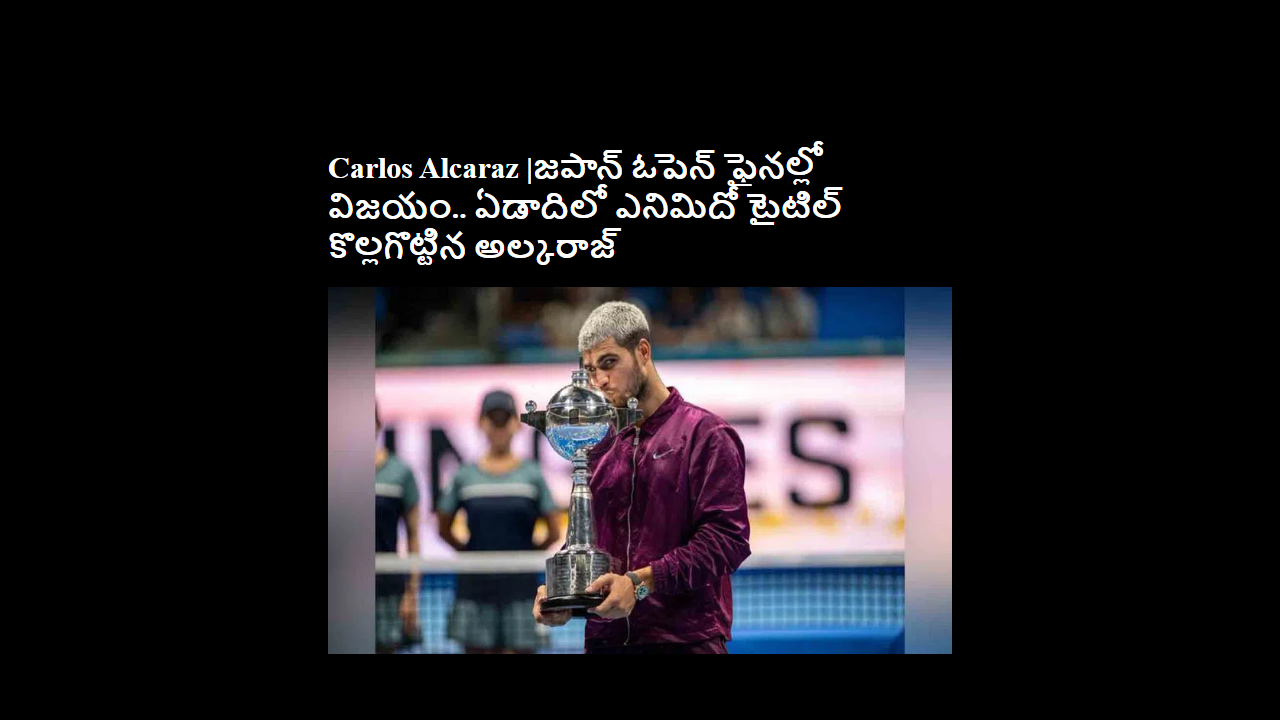 Carlos Alcaraz |జపాన్ ఓపెన్ ఫైనల్లో
విజయం.. ఏడాదిలో ఎనిమిదో టైటిల్
కొల్లగొట్టిన అల్కరాజ్